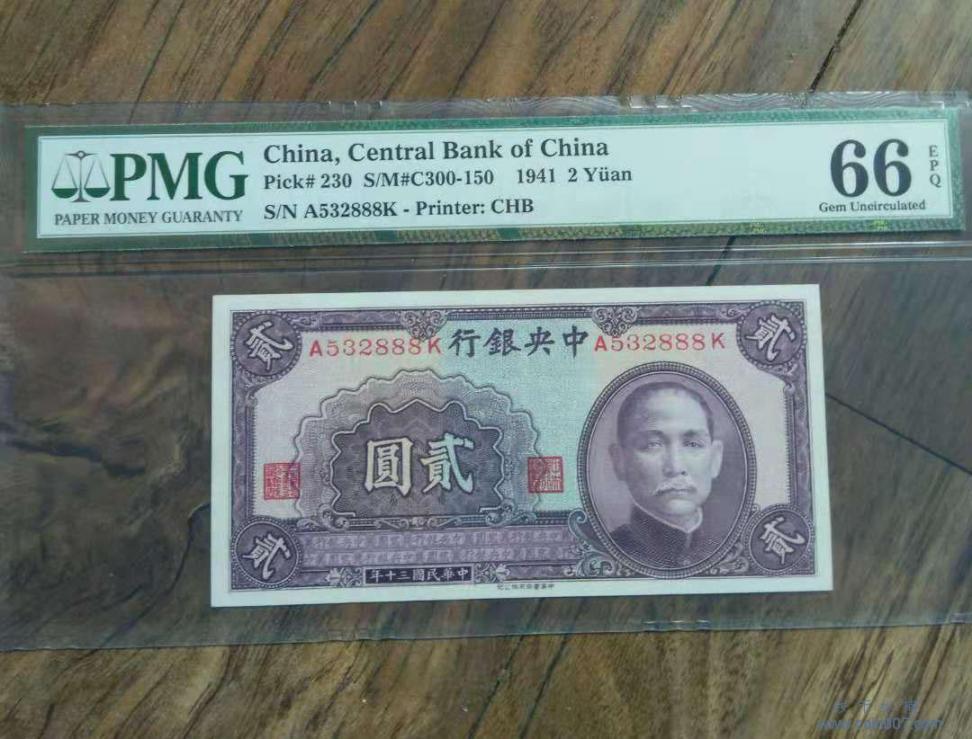 PMG
PAPER MONEY GUARANTY
China, Central Bank of China
Pick# 230 S/M#C300-150 1941 2 Yüan
S/N A532888K - Printer: CHB
66 EPQ
Gem Uncirculated
貳 貳
A532888K 行銀央中 A532888K
圓貳
貳 貳
年十三國民華中